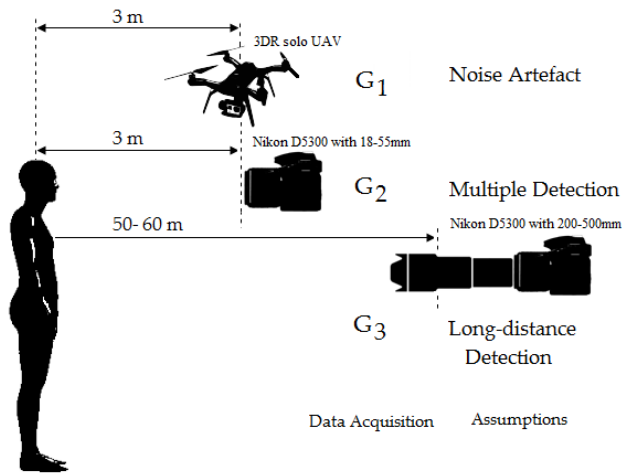 3 m
3DR solo UAV
G1
Noise Artefact
3 m
Nikon D5300 with 18-55mm
G2
Multiple Detection
50- 60 m
Nikon D5300 with 200-500mm
G3
Long-distance
Detection
Data Acquisition
Assumptions